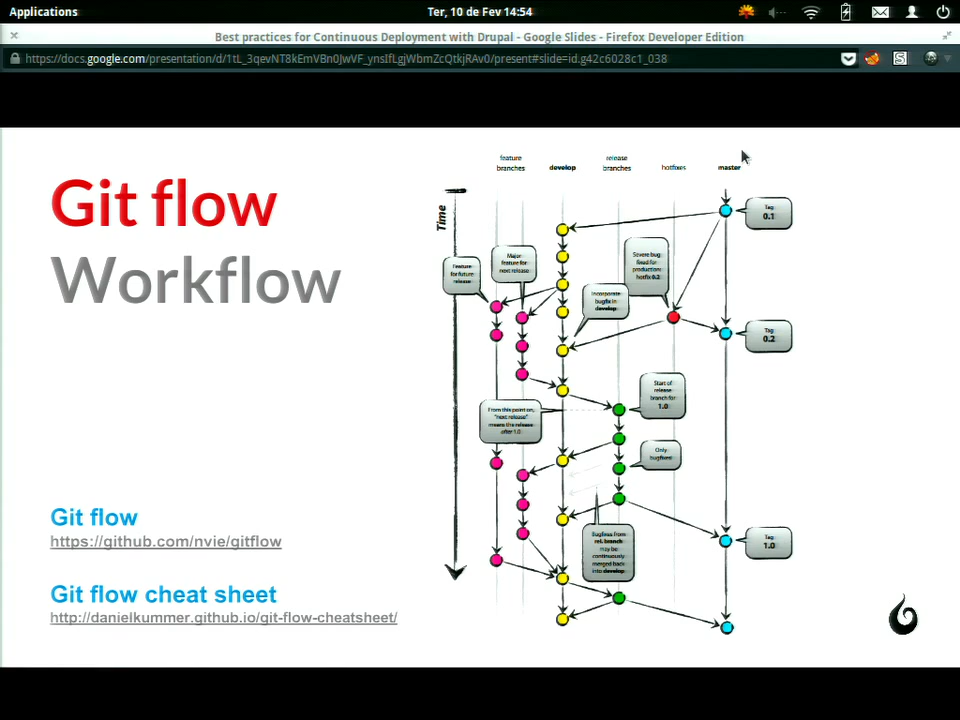 Applications
Ter, 10 de Fev 14:54
Best practices for Continuous Deployment with Drupal - Google Slides - Firefox Developer Edition
https://docs.google.com/presentation/d/1tL_3qevNT8kEmVBn0JwVF_ynsIfLgjWbmZcQtkjRAv0/present#slide=id.g42c6028c1_038
Git flow
Workflow
Git flow
https://github.com/nvie/gitflow
Git flow cheat sheet
http://danielkummer.github.io/git-flow-cheatsheet/
feature
branches
develop
release
branches
hotfixes
master
Time
Tag
0.1
Feature
for future
release
Major
feature for
next release
Severe bug
fixed for
production:
hotfix 0.2
Incorporate
bugfix in
develop
Tag
0.2
Start of
release
branch for
1.0
From this point on,
"next release"
means the release
after 1.0
Only
bugfixes!
Tag
1.0
Bugfixes from
rel. branch
may be
continuously
merged back
into develop